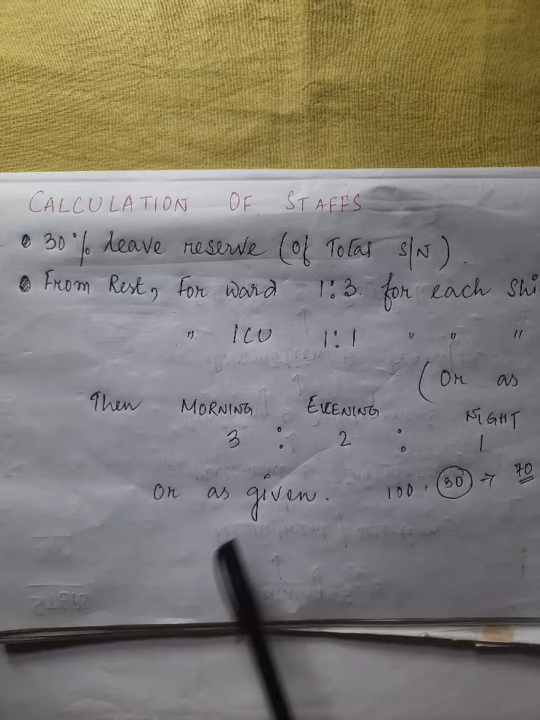 CALCULATION OF STAFFS
• 30% leave reserve (Of Total S/N).
• From Rest, For ward 1:3 for each Shi
" ICU 1:1 " " "
(Or as
Then MORNING EVENING NIGHT
3 : 2 : 1
Or as given. 100. 30 → 70